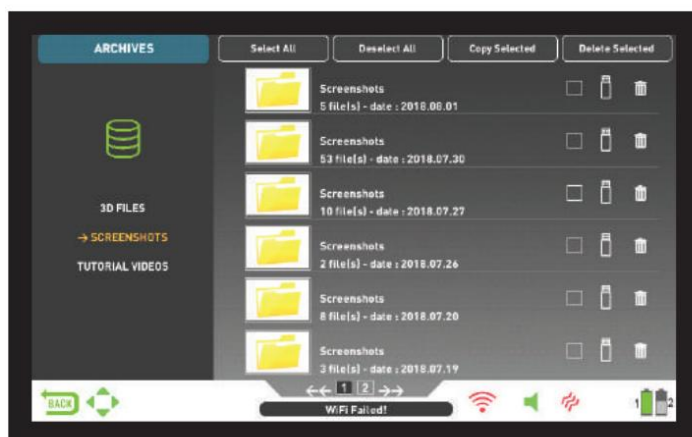 ARCHIVES
Select All
Deselect All
Copy Selected
Delete Selected
Screenshots
5 file(s) - date : 2018.08.01
Screenshots
53 file(s) - date : 2018.07.30
Screenshots
10 file(s) - date : 2018.07.27
Screenshots
2 file(s) - date : 2018.07.26
Screenshots
8 file(s) - date : 2018.07.20
Screenshots
3 file(s) - date : 2018.07.19
3D FILES
→ SCREENSHOTS
TUTORIAL VIDEOS
BACK
←← 1 2 →→
WiFi Failed!
1 2